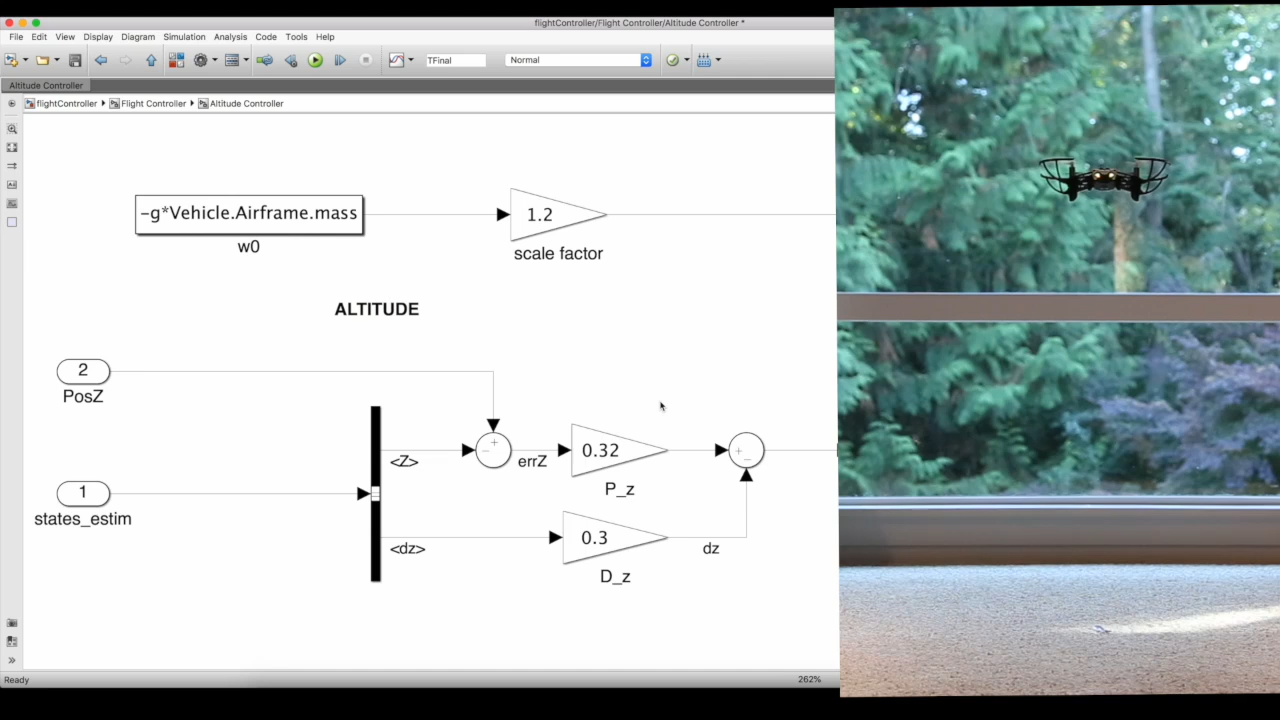 flightController/Flight Controller/Altitude Controller *
File Edit View Display Diagram Simulation Analysis Code Tools Help
TFinal
Normal
Altitude Controller
flightController Flight Controller Altitude Controller
−g*Vehicle.Airframe.mass
w0
1.2
scale factor
ALTITUDE
2
PosZ
<Z>
errZ
0.32
P_z
1
states_estim
<dz>
0.3
D_z
dz
Ready
262%